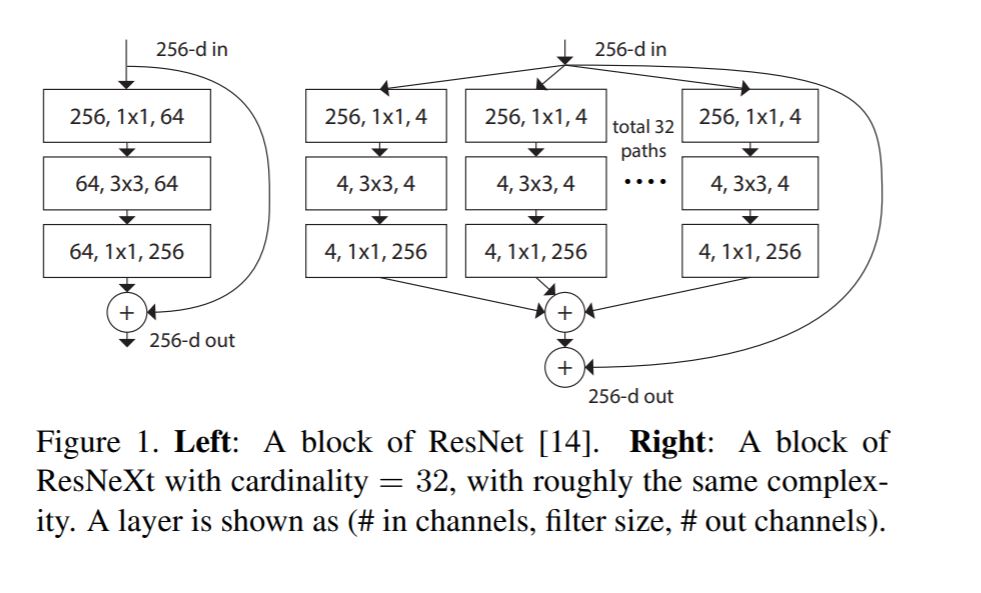 256-d in
256, 1x1, 64
64, 3x3, 64
64, 1x1, 256
+
256-d out
256-d in
256, 1x1, 4
256, 1x1, 4
total 32
paths
256, 1x1, 4
4, 3x3, 4
4, 3x3, 4
....
4, 3x3, 4
4, 1x1, 256
4, 1x1, 256
4, 1x1, 256
+
+
256-d out
Figure 1. Left: A block of ResNet [14]. Right: A block of
ResNeXt with cardinality = 32, with roughly the same complex-
ity. A layer is shown as (# in channels, filter size, # out channels).